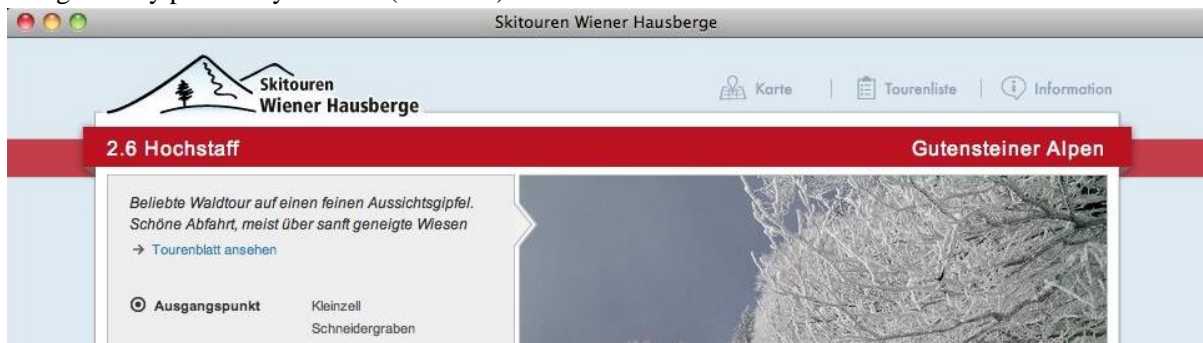 Skitouren Wiener Hausberge
Skitouren
Wiener Hausberge
Karte | Tourenliste | Information
2.6 Hochstaff
Gutensteiner Alpen
Beliebte Waldtour auf einen feinen Aussichtsgipfel.
Schöne Abfahrt, meist über sanft geneigte Wiesen
→ Tourenblatt ansehen
Ausgangspunkt Kleinzell
Schneidergraben